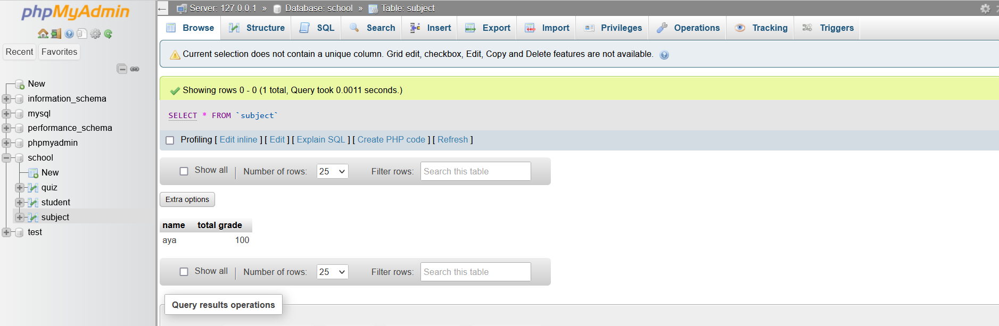 phpMyAdmin
Recent Favorites
New
information_schema
mysql
performance_schema
phpmyadmin
school
New
quiz
student
subject
test
Server: 127.0.0.1 » Database: school » Table: subject
Browse Structure SQL Search Insert Export Import Privileges Operations Tracking Triggers
Current selection does not contain a unique column. Grid edit, checkbox, Edit, Copy and Delete features are not available.
Showing rows 0 - 0 (1 total, Query took 0.0011 seconds.)
SELECT * FROM `subject`
Profiling [ Edit inline ] [ Edit ] [ Explain SQL ] [ Create PHP code ] [ Refresh ]
Show all | Number of rows: 25 Filter rows: Search this table
Extra options
name total grade
aya 100
Show all | Number of rows: 25 Filter rows: Search this table
Query results operations